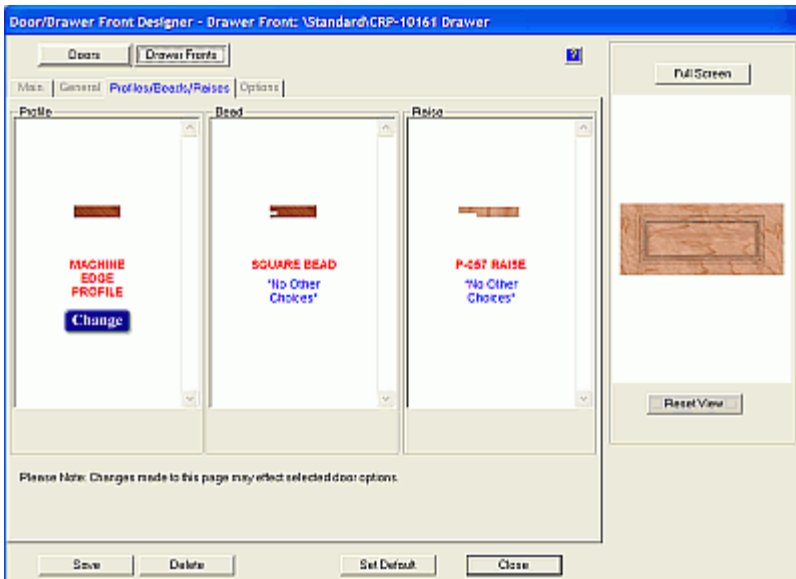 Door/Drawer Front Designer - Drawer Front: \Standard\CRP-10161 Drawer
Doors
Drawer Fronts
?
Full Screen
Main
General
Profiles/Beads/Raises
Options
Profile
Bead
Raise
MACHINE
EDGE
PROFILE
Change
SQUARE BEAD
"No Other
Choices"
P-057 RAISE
"No Other
Choices"
Reset View
Please Note: Changes made to this page may effect selected door options.
Save
Delete
Set Default
Close